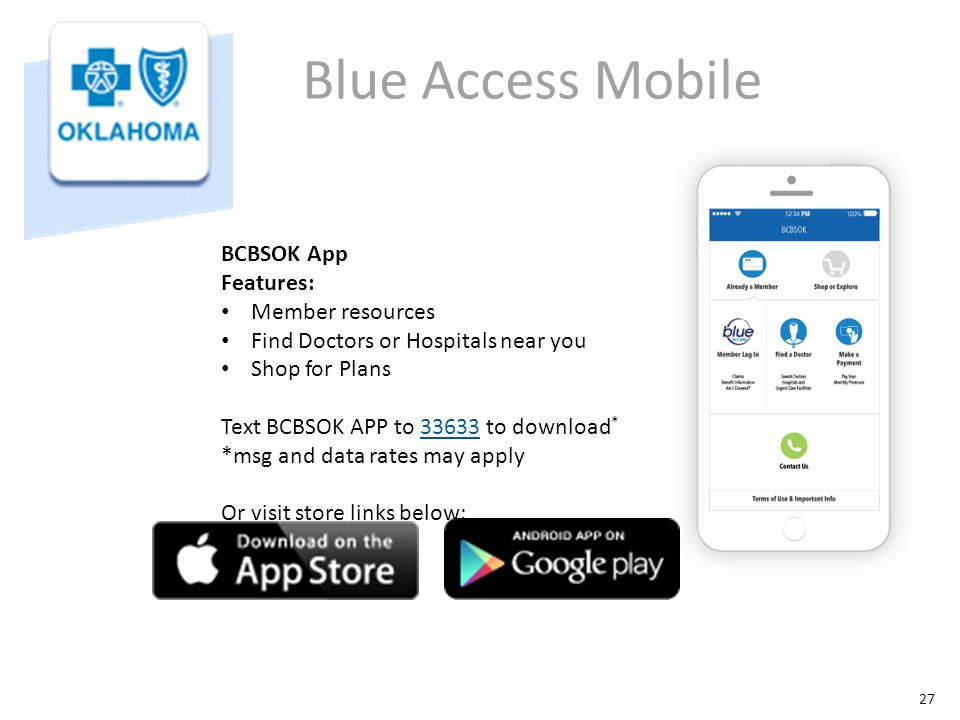 OKLAHOMA
Blue Access Mobile
BCBSOK App
Features:
• Member resources
• Find Doctors or Hospitals near you
• Shop for Plans
Text BCBSOK APP to 33633 to download*
*msg and data rates may apply
Or visit store links below:
Download on the
App Store
ANDROID APP ON
Google play
12:34 PM
100%
BCBSOK
Already a Member
Shop or Explore
blue
Member Log In
Claims
Benefit Information
Am I Covered?
Find a Doctor
Search Doctors
Hospitals and
Urgent Care Facilities
Make a
Payment
Pay Your
Monthly Premium
Contact Us
Terms of Use & Important Info
27